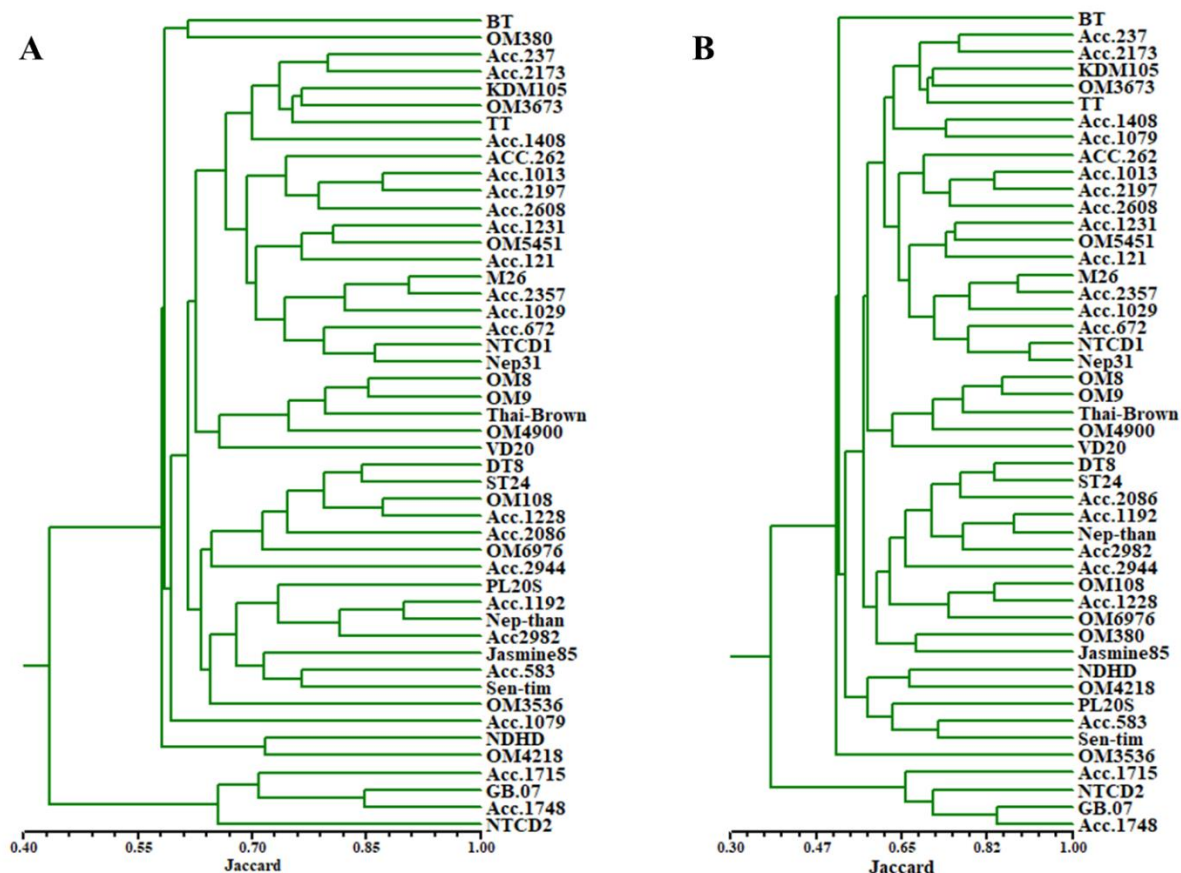 A
BT
OM380
Acc.237
Acc.2173
KDM105
OM3673
TT
Acc.1408
ACC.262
Acc.1013
Acc.2197
Acc.2608
Acc.1231
OM5451
Acc.121
M26
Acc.2357
Acc.1029
Acc.672
NTCD1
Nep31
OM8
OM9
Thai-Brown
OM4900
VD20
DT8
ST24
OM108
Acc.1228
Acc.2086
OM6976
Acc.2944
PL20S
Acc.1192
Nep-than
Acc2982
Jasmine85
Acc.583
Sen-tim
OM3536
Acc.1079
NDHD
OM4218
Acc.1715
GB.07
Acc.1748
NTCD2
0.40 0.55 0.70 0.85 1.00
Jaccard
B
BT
Acc.237
Acc.2173
KDM105
OM3673
TT
Acc.1408
Acc.1079
ACC.262
Acc.1013
Acc.2197
Acc.2608
Acc.1231
OM5451
Acc.121
M26
Acc.2357
Acc.1029
Acc.672
NTCD1
Nep31
OM8
OM9
Thai-Brown
OM4900
VD20
DT8
ST24
Acc.2086
Acc.1192
Nep-than
Acc2982
Acc.2944
OM108
Acc.1228
OM6976
OM380
Jasmine85
NDHD
OM4218
PL20S
Acc.583
Sen-tim
OM3536
Acc.1715
NTCD2
GB.07
Acc.1748
0.30 0.47 0.65 0.82 1.00
Jaccard